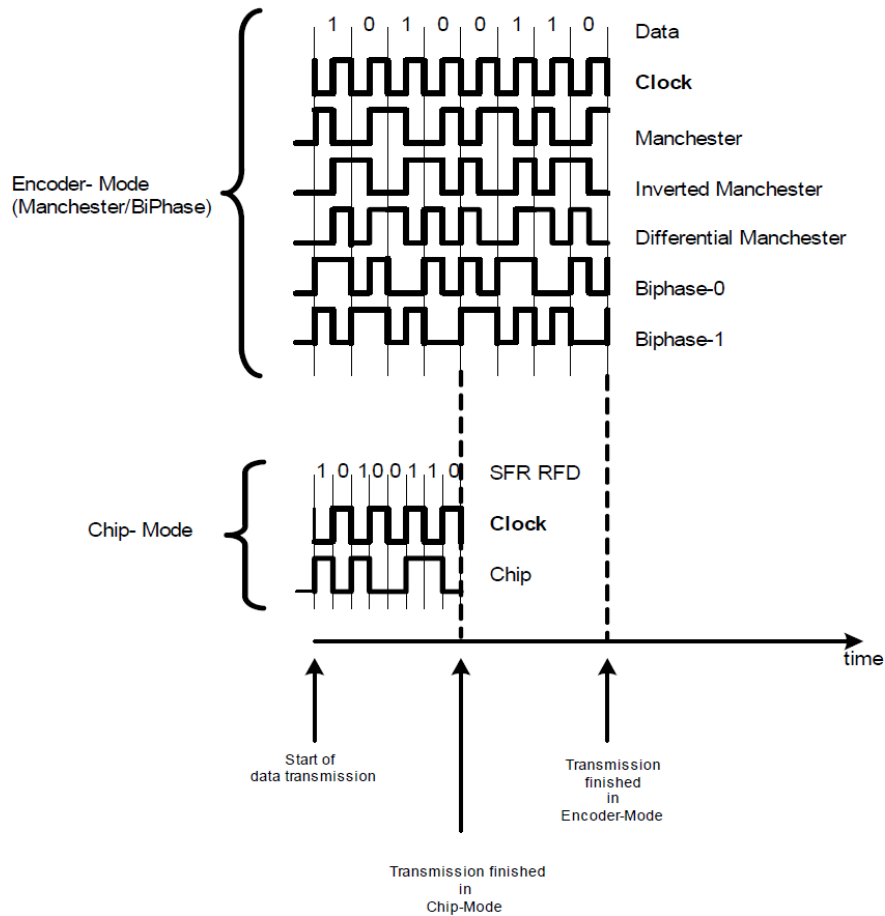 1 0 1 0 0 1 1 0
Data
Clock
Manchester
Encoder- Mode
(Manchester/BiPhase)
Inverted Manchester
Differential Manchester
Biphase-0
Biphase-1
1 0 1 0 0 1 1 0
SFR RFD
Chip- Mode
Clock
Chip
time
Start of
data transmission
Transmission
finished
in
Encoder-Mode
Transmission finished
in
Chip-Mode